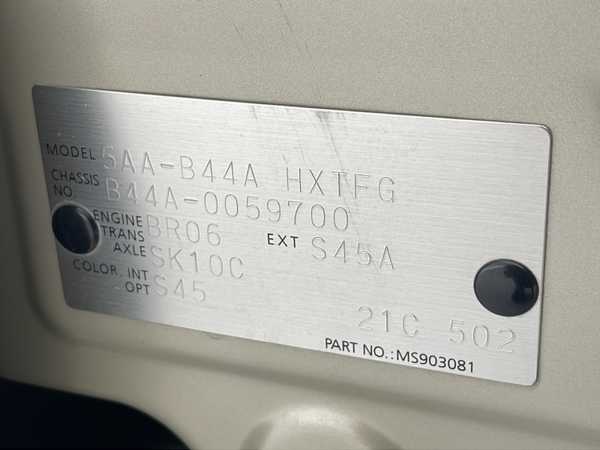 MODEL 5AA-B44A HXTFG
CHASSIS NO. B44A-0059700
ENGINE BR06 EXT S45A
TRANS AXLE SK10C
COLOR. INT S45
OPT
21C 502
PART NO.:MS903081